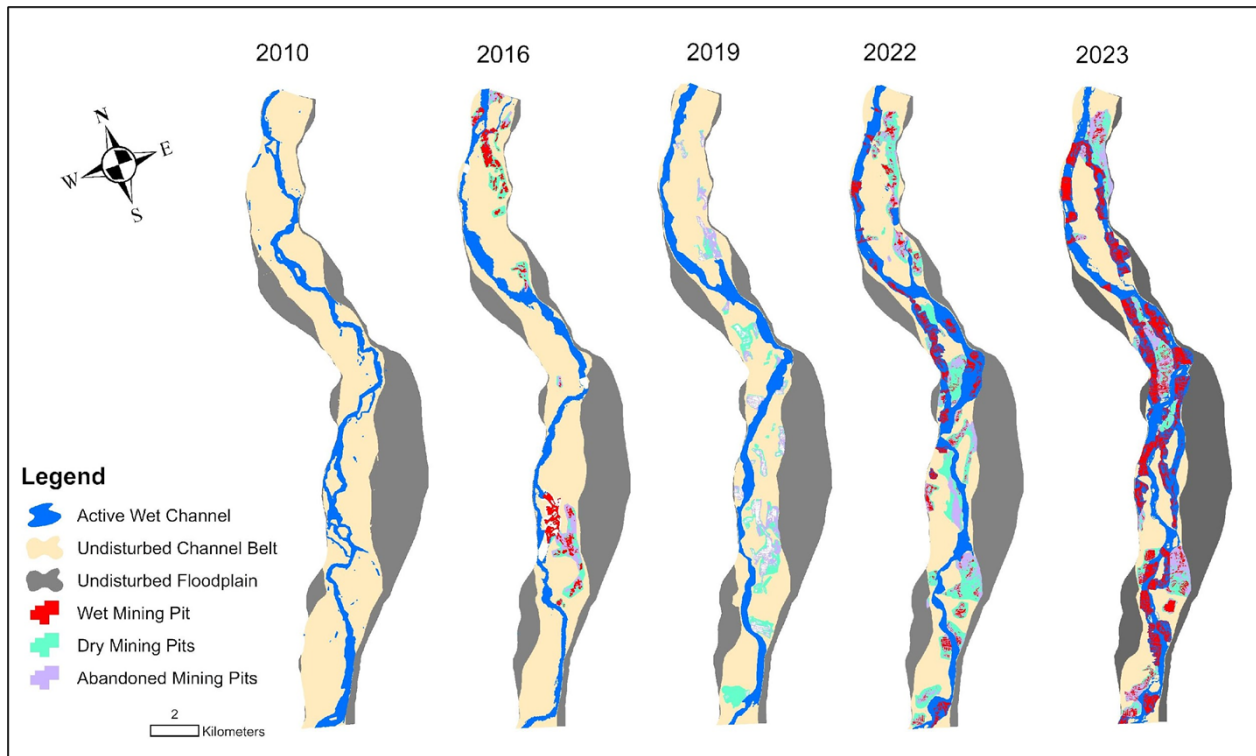 2010
2016
2019
2022
2023
N
E
W
S
Legend
Active Wet Channel
Undisturbed Channel Belt
Undisturbed Floodplain
Wet Mining Pit
Dry Mining Pits
Abandoned Mining Pits
2
Kilometers